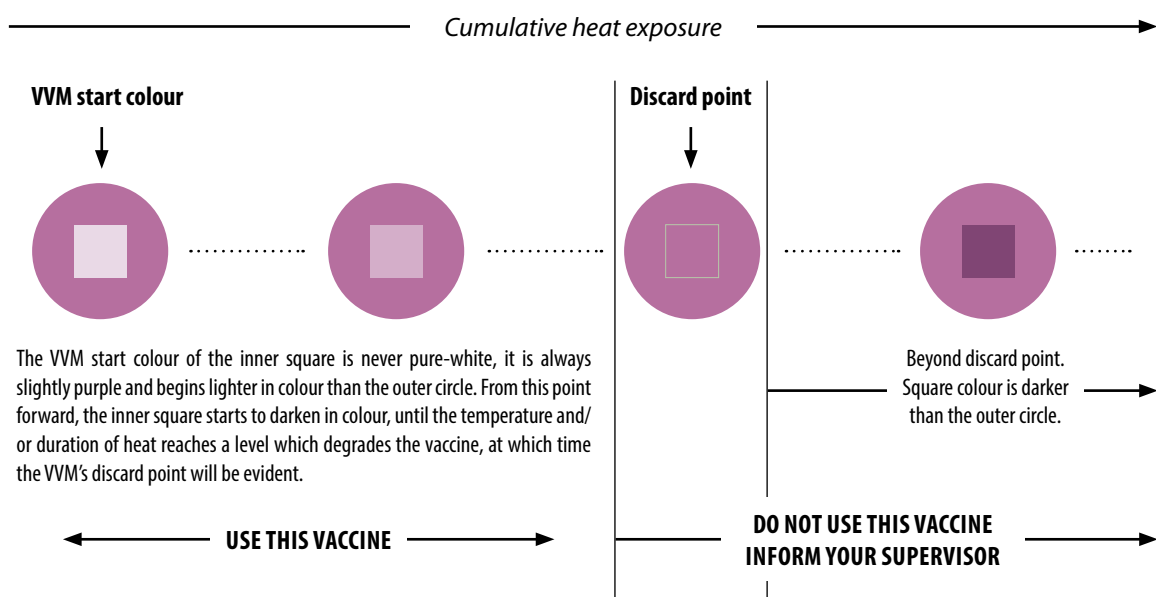 Cumulative heat exposure
VVM start colour
Discard point
The VVM start colour of the inner square is never pure-white, it is always
slightly purple and begins lighter in colour than the outer circle. From this point
forward, the inner square starts to darken in colour, until the temperature and/
or duration of heat reaches a level which degrades the vaccine, at which time
the VVM's discard point will be evident.
Beyond discard point.
Square colour is darker
than the outer circle.
USE THIS VACCINE
DO NOT USE THIS VACCINE
INFORM YOUR SUPERVISOR